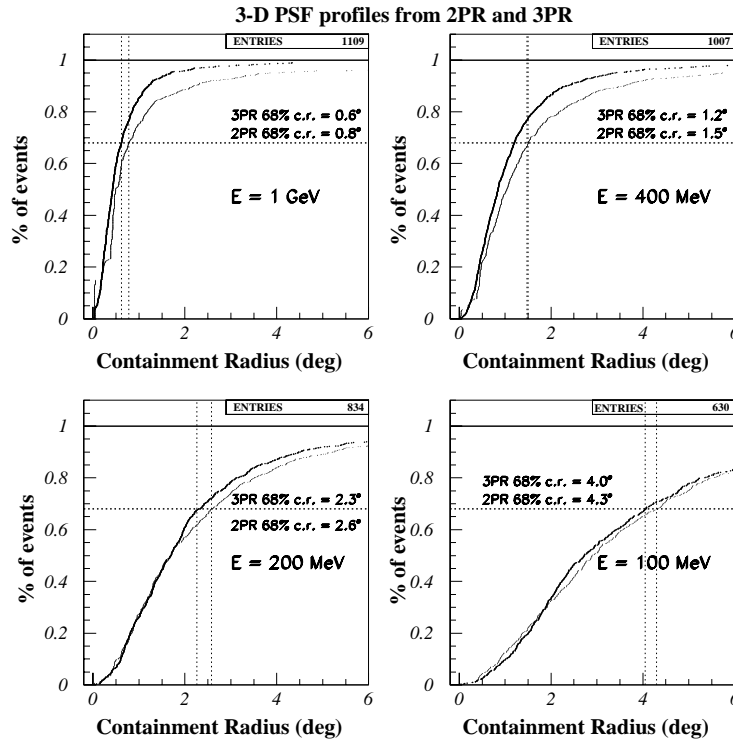 3-D PSF profiles from 2PR and 3PR
ENTRIES 1109
1
0.8
0.6
0.4
0.2
0
% of events
3PR 68% c.r. = 0.6°
2PR 68% c.r. = 0.8°
E = 1 GeV
0 2 4 6
Containment Radius (deg)
ENTRIES 1007
1
0.8
0.6
0.4
0.2
0
% of events
3PR 68% c.r. = 1.2°
2PR 68% c.r. = 1.5°
E = 400 MeV
0 2 4 6
Containment Radius (deg)
ENTRIES 834
1
0.8
0.6
0.4
0.2
0
% of events
3PR 68% c.r. = 2.3°
2PR 68% c.r. = 2.6°
E = 200 MeV
0 2 4 6
Containment Radius (deg)
ENTRIES 630
1
0.8
0.6
0.4
0.2
0
% of events
3PR 68% c.r. = 4.0°
2PR 68% c.r. = 4.3°
E = 100 MeV
0 2 4 6
Containment Radius (deg)